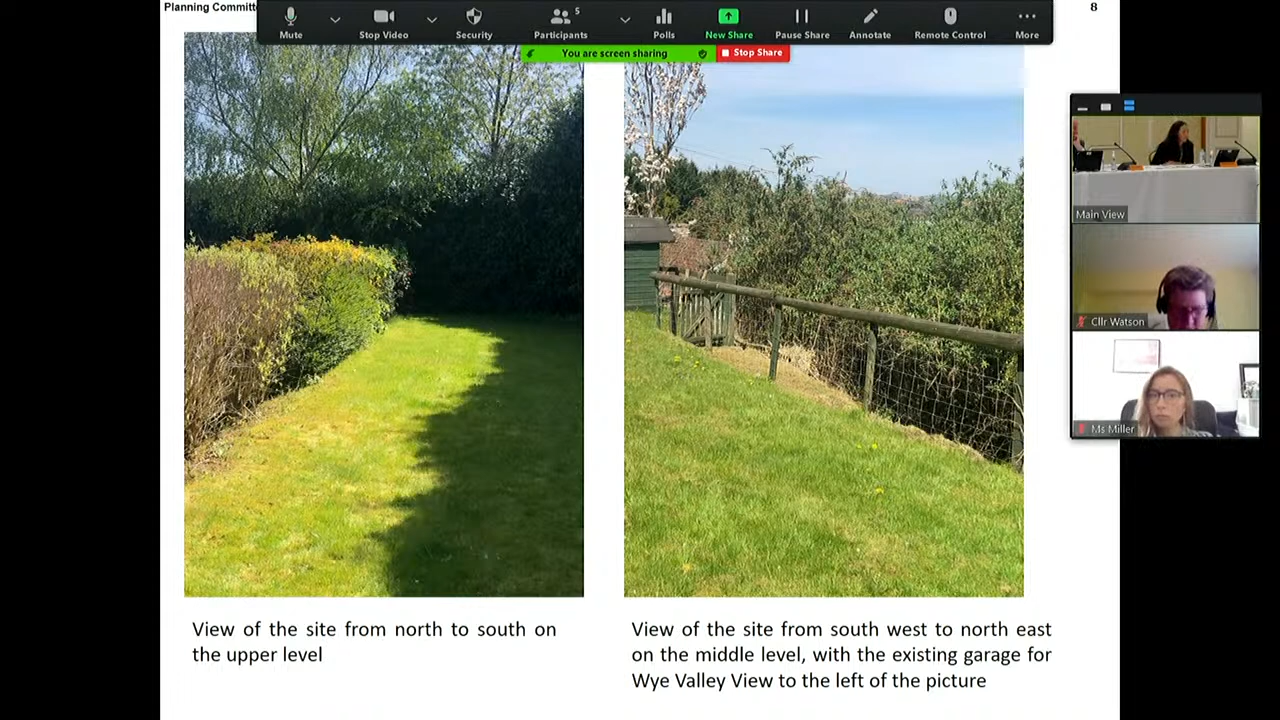 Planning Committe
8
5
Mute
Stop Video
Security
Participants
Polls
New Share
Pause Share
Annotate
Remote Control
More
You are screen sharing
Stop Share
Main View
Cllr Watson
Ms Miller
View of the site from north to south on
the upper level
View of the site from south west to north east
on the middle level, with the existing garage for
Wye Valley View to the left of the picture